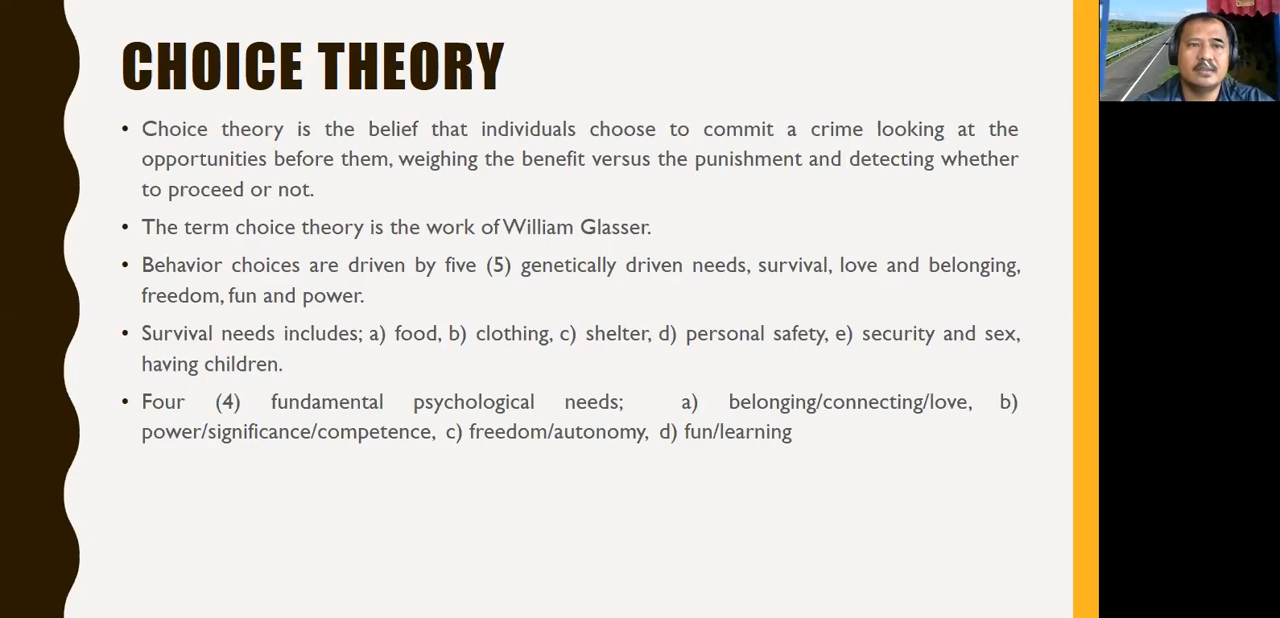 CHOICE THEORY
• Choice theory is the belief that individuals choose to commit a crime looking at the
opportunities before them, weighing the benefit versus the punishment and detecting whether
to proceed or not.
• The term choice theory is the work of William Glasser.
• Behavior choices are driven by five (5) genetically driven needs, survival, love and belonging,
freedom, fun and power.
• Survival needs includes; a) food, b) clothing, c) shelter, d) personal safety, e) security and sex,
having children.
• Four (4) fundamental psychological needs; a) belonging/connecting/love, b)
power/significance/competence, c) freedom/autonomy, d) fun/learning